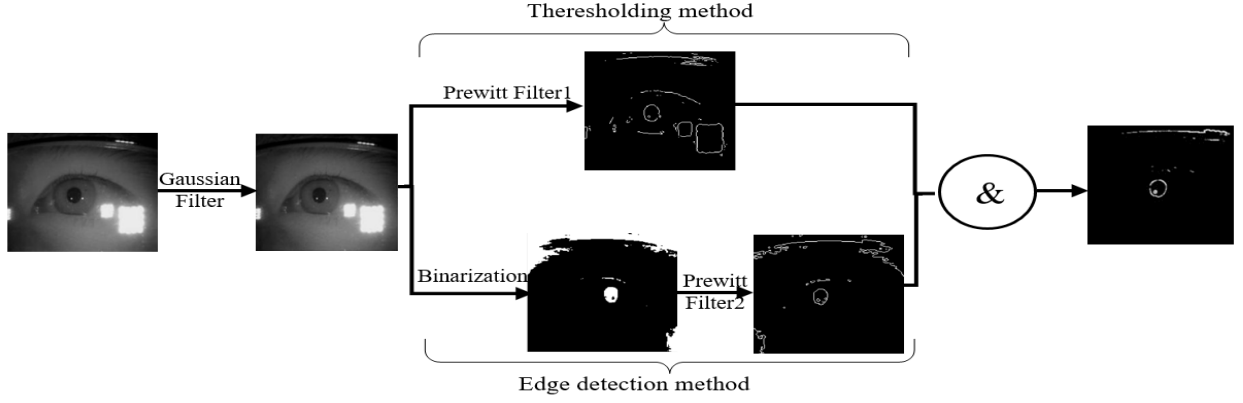 Theresholding method
Prewitt Filter1
Gaussian
Filter
&
Binarization
Prewitt
Filter2
Edge detection method